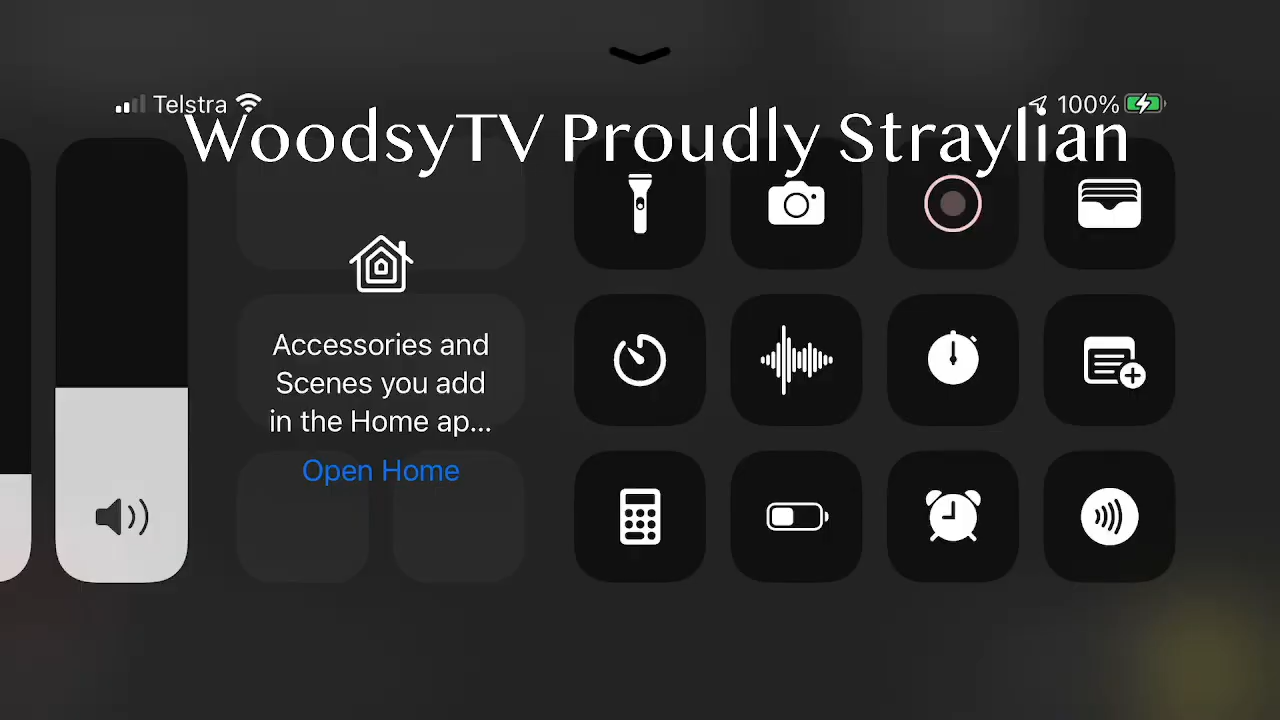 Telstra
100%
WoodsyTV Proudly Straylian
Accessories and
Scenes you add
in the Home ap...
Open Home